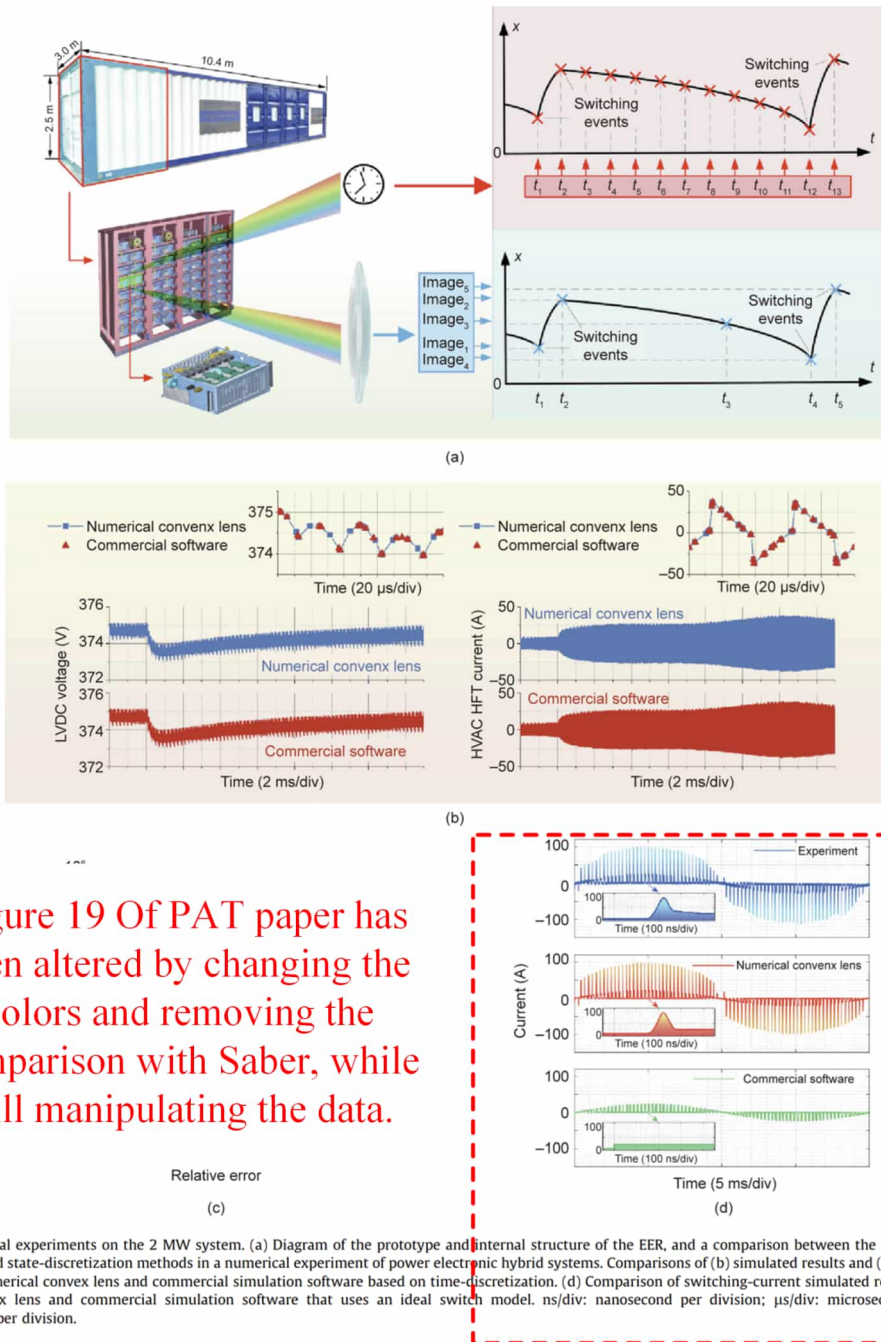 3.0 m
10.4 m
2.5 m
x
Switching
events
Switching
events
0
t
t₁ t₂ t₃ t₄ t₅ t₆ t₇ t₈ t₉ t₁₀ t₁₁ t₁₂ t₁₃
Image₅
Image₂
Image₃
Image₁
Image₄
x
Switching
events
Switching
events
0
t
t₁ t₂ t₃ t₄ t₅
(a)
Numerical convenx lens
Commercial software
375
374
Time (20 μs/div)
LVDC voltage (V)
376
374
372
Numerical convenx lens
376
374
372
Commercial software
Time (2 ms/div)
Numerical convenx lens
Commercial software
50
0
–50
Time (20 μs/div)
HVAC HFT current (A)
50
0
–50
Numerical convenx lens
50
0
–50
Commercial software
Time (2 ms/div)
(b)
gure 19 Of PAT paper has
en altered by changing the
olors and removing the
mparison with Saber, while
ill manipulating the data.
Relative error
(c)
Current (A)
100
0
–100
Experiment
100
0
Time (100 ns/div)
100
0
–100
Numerical convenx lens
100
0
Time (100 ns/div)
100
0
–100
Commercial software
100
0
Time (100 ns/div)
Time (5 ms/div)
(d)
al experiments on the 2 MW system. (a) Diagram of the prototype and internal structure of the EER, and a comparison between the
d state-discretization methods in a numerical experiment of power electronic hybrid systems. Comparisons of (b) simulated results and (
merical convex lens and commercial simulation software based on time-discretization. (d) Comparison of switching-current simulated r
x lens and commercial simulation software that uses an ideal switch model. ns/div: nanosecond per division; μs/div: microsec
per division.